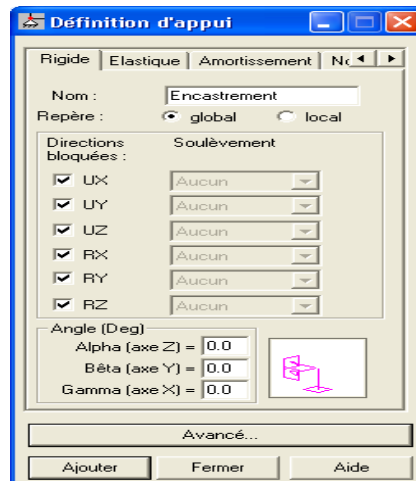 Définition d'appui
Rigide Elastique Amortissement
Nom : Encastrement
Repère : global local
Directions bloquées : Soulèvement
UX Aucun
UY Aucun
UZ Aucun
RX Aucun
RY Aucun
RZ Aucun
Angle (Deg)
Alpha (axe Z) = 0.0
Bêta (axe Y) = 0.0
Gamma (axe X) = 0.0
Avancé...
Ajouter Fermer Aide